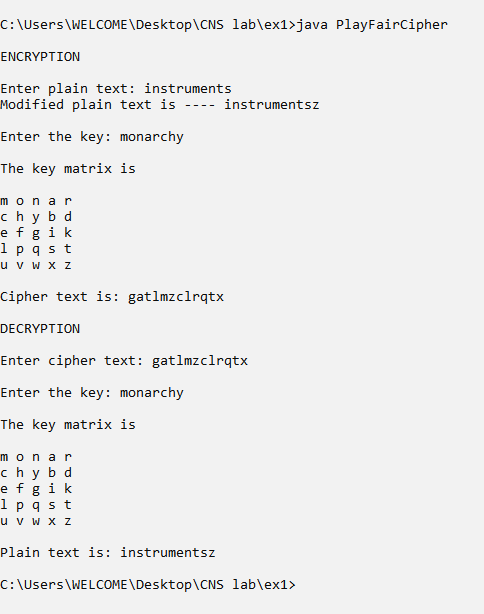 C:\Users\WELCOME\Desktop\CNS lab\ex1>java PlayFairCipher
ENCRYPTION
Enter plain text: instruments
Modified plain text is ---- instrumentsz
Enter the key: monarchy
The key matrix is
m o n a r
c h y b d
e f g i k
l p q s t
u v w x z
Cipher text is: gatlmzclrqtx
DECRYPTION
Enter cipher text: gatlmzclrqtx
Enter the key: monarchy
The key matrix is
m o n a r
c h y b d
e f g i k
l p q s t
u v w x z
Plain text is: instrumentsz
C:\Users\WELCOME\Desktop\CNS lab\ex1>